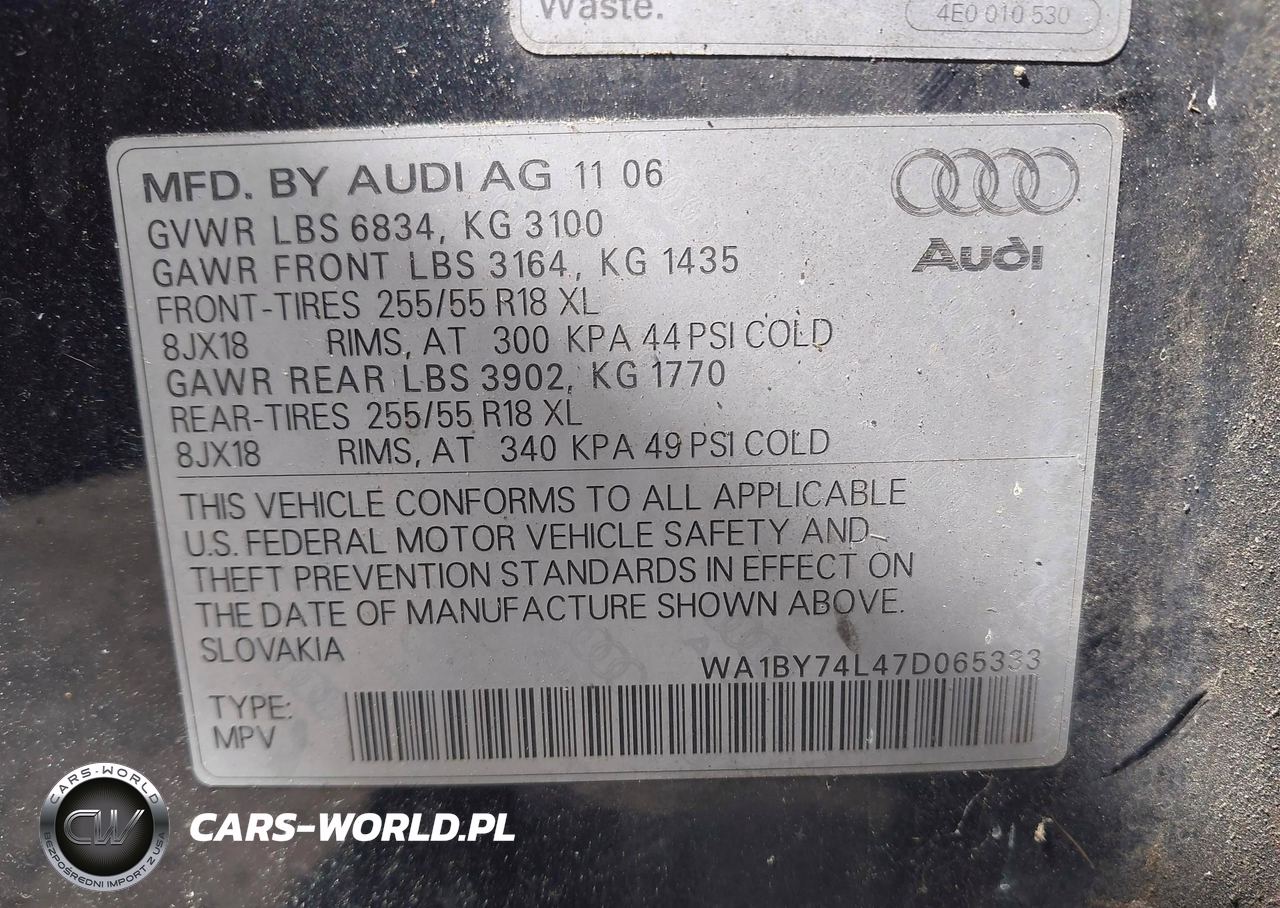 Waste.
4E0 010 530
MFD. BY AUDI AG 11 06
GVWR LBS 6834, KG 3100
GAWR FRONT LBS 3164, KG 1435
FRONT-TIRES 255/55 R18 XL
8JX18 RIMS, AT 300 KPA 44 PSI COLD
GAWR REAR LBS 3902, KG 1770
REAR-TIRES 255/55 R18 XL
8JX18 RIMS, AT 340 KPA 49 PSI COLD
Audi
THIS VEHICLE CONFORMS TO ALL APPLICABLE
U.S. FEDERAL MOTOR VEHICLE SAFETY AND
THEFT PREVENTION STANDARDS IN EFFECT ON
THE DATE OF MANUFACTURE SHOWN ABOVE.
SLOVAKIA
WA1BY74L47D065333
TYPE:
MPV
CARS-WORLD
CW
BEZPOŚREDNI IMPORT Z USA
CARS-WORLD.PL